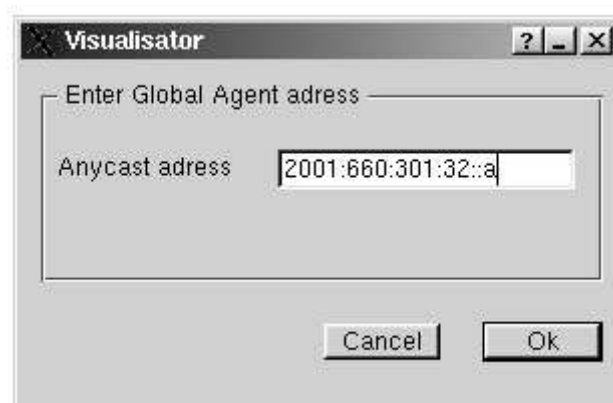 Visualisator
Enter Global Agent adress
Anycast adress 2001:660:301:32::a
Cancel Ok